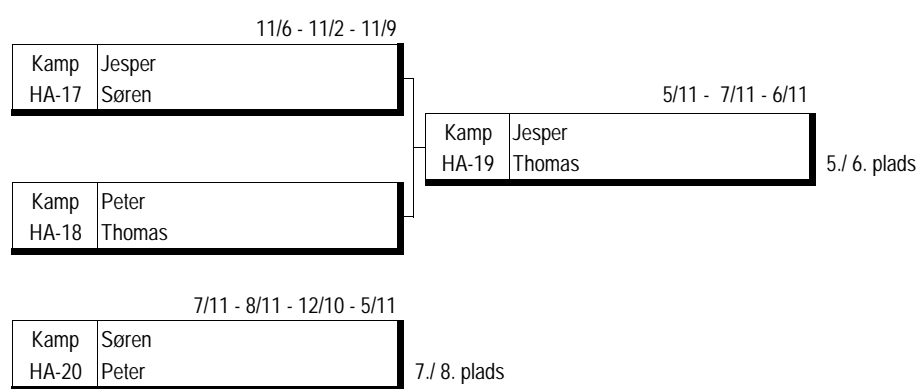 11/6 - 11/2 - 11/9
Kamp Jesper
HA-17 Søren
5/11 - 7/11 - 6/11
Kamp Jesper
HA-19 Thomas
5./ 6. plads
Kamp Peter
HA-18 Thomas
7/11 - 8/11 - 12/10 - 5/11
Kamp Søren
HA-20 Peter
7./ 8. plads